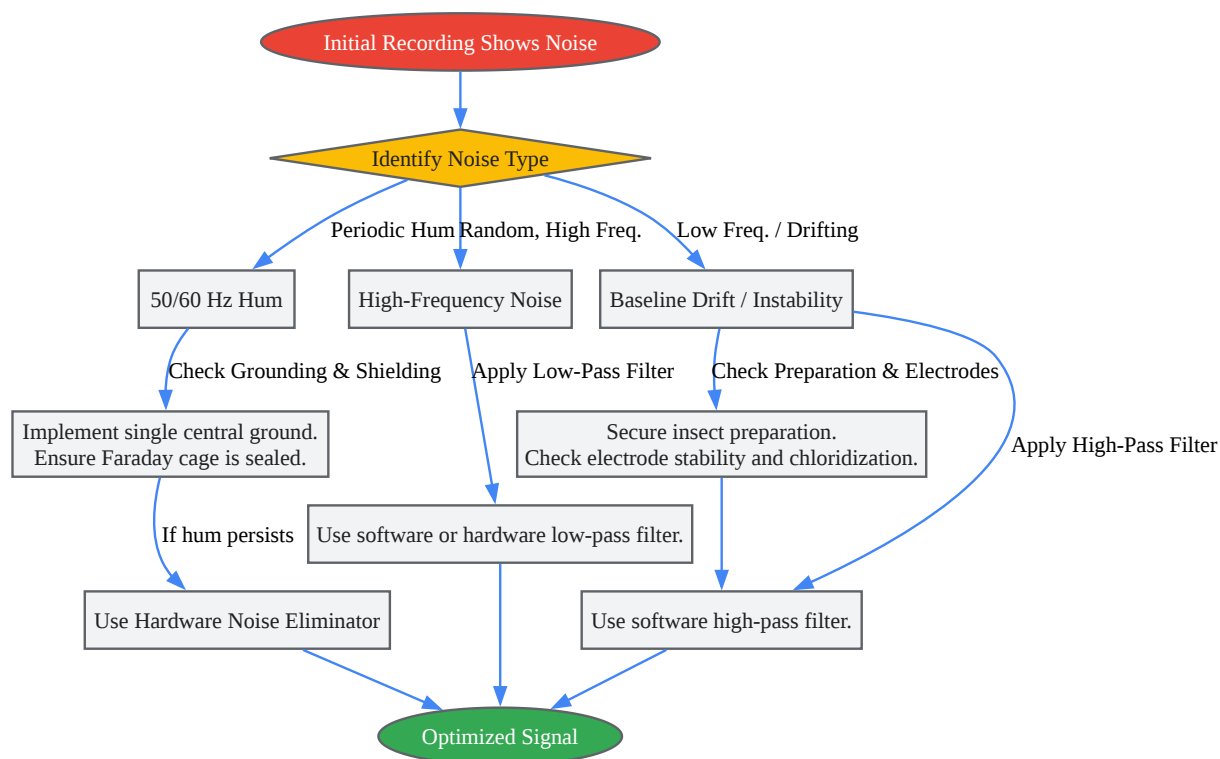 Initial Recording Shows Noise
Identify Noise Type
Periodic Hum
Random, High Freq.
Low Freq. / Drifting
50/60 Hz Hum
High-Frequency Noise
Baseline Drift / Instability
Check Grounding & Shielding
Apply Low-Pass Filter
Check Preparation & Electrodes
Implement single central ground.
Ensure Faraday cage is sealed.
Secure insect preparation.
Check electrode stability and chloridization.
Apply High-Pass Filter
If hum persists
Use software or hardware low-pass filter.
Use Hardware Noise Eliminator
Use software high-pass filter.
Optimized Signal